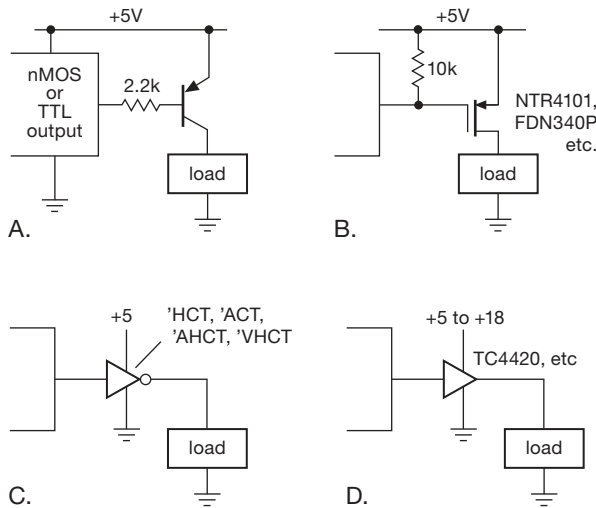 +5V
nMOS
or
TTL
output
2.2k
load
A.
+5V
10k
NTR4101,
FDN340P
etc.
load
B.
+5
'HCT, 'ACT,
'AHCT, 'VHCT
load
C.
+5 to +18
TC4420, etc
load
D.